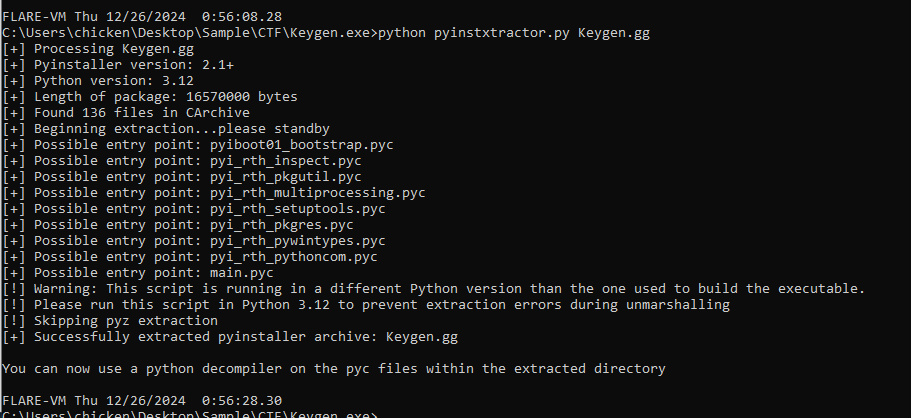 FLARE-VM Thu 12/26/2024  0:56:08.28
C:\Users\chicken\Desktop\Sample\CTF\Keygen.exe>python pyinstxtractor.py Keygen.gg
[+] Processing Keygen.gg
[+] Pyinstaller version: 2.1+
[+] Python version: 3.12
[+] Length of package: 16570000 bytes
[+] Found 136 files in CArchive
[+] Beginning extraction...please standby
[+] Possible entry point: pyiboot01_bootstrap.pyc
[+] Possible entry point: pyi_rth_inspect.pyc
[+] Possible entry point: pyi_rth_pkgutil.pyc
[+] Possible entry point: pyi_rth_multiprocessing.pyc
[+] Possible entry point: pyi_rth_setuptools.pyc
[+] Possible entry point: pyi_rth_pkgres.pyc
[+] Possible entry point: pyi_rth_pywintypes.pyc
[+] Possible entry point: pyi_rth_pythoncom.pyc
[+] Possible entry point: main.pyc
[!] Warning: This script is running in a different Python version than the one used to build the executable.
[!] Please run this script in Python 3.12 to prevent extraction errors during unmarshalling
[!] Skipping pyz extraction
[+] Successfully extracted pyinstaller archive: Keygen.gg
You can now use a python decompiler on the pyc files within the extracted directory
FLARE-VM Thu 12/26/2024  0:56:28.30
C:\Users\chicken\Desktop\Sample\CTF\Keygen.exe>